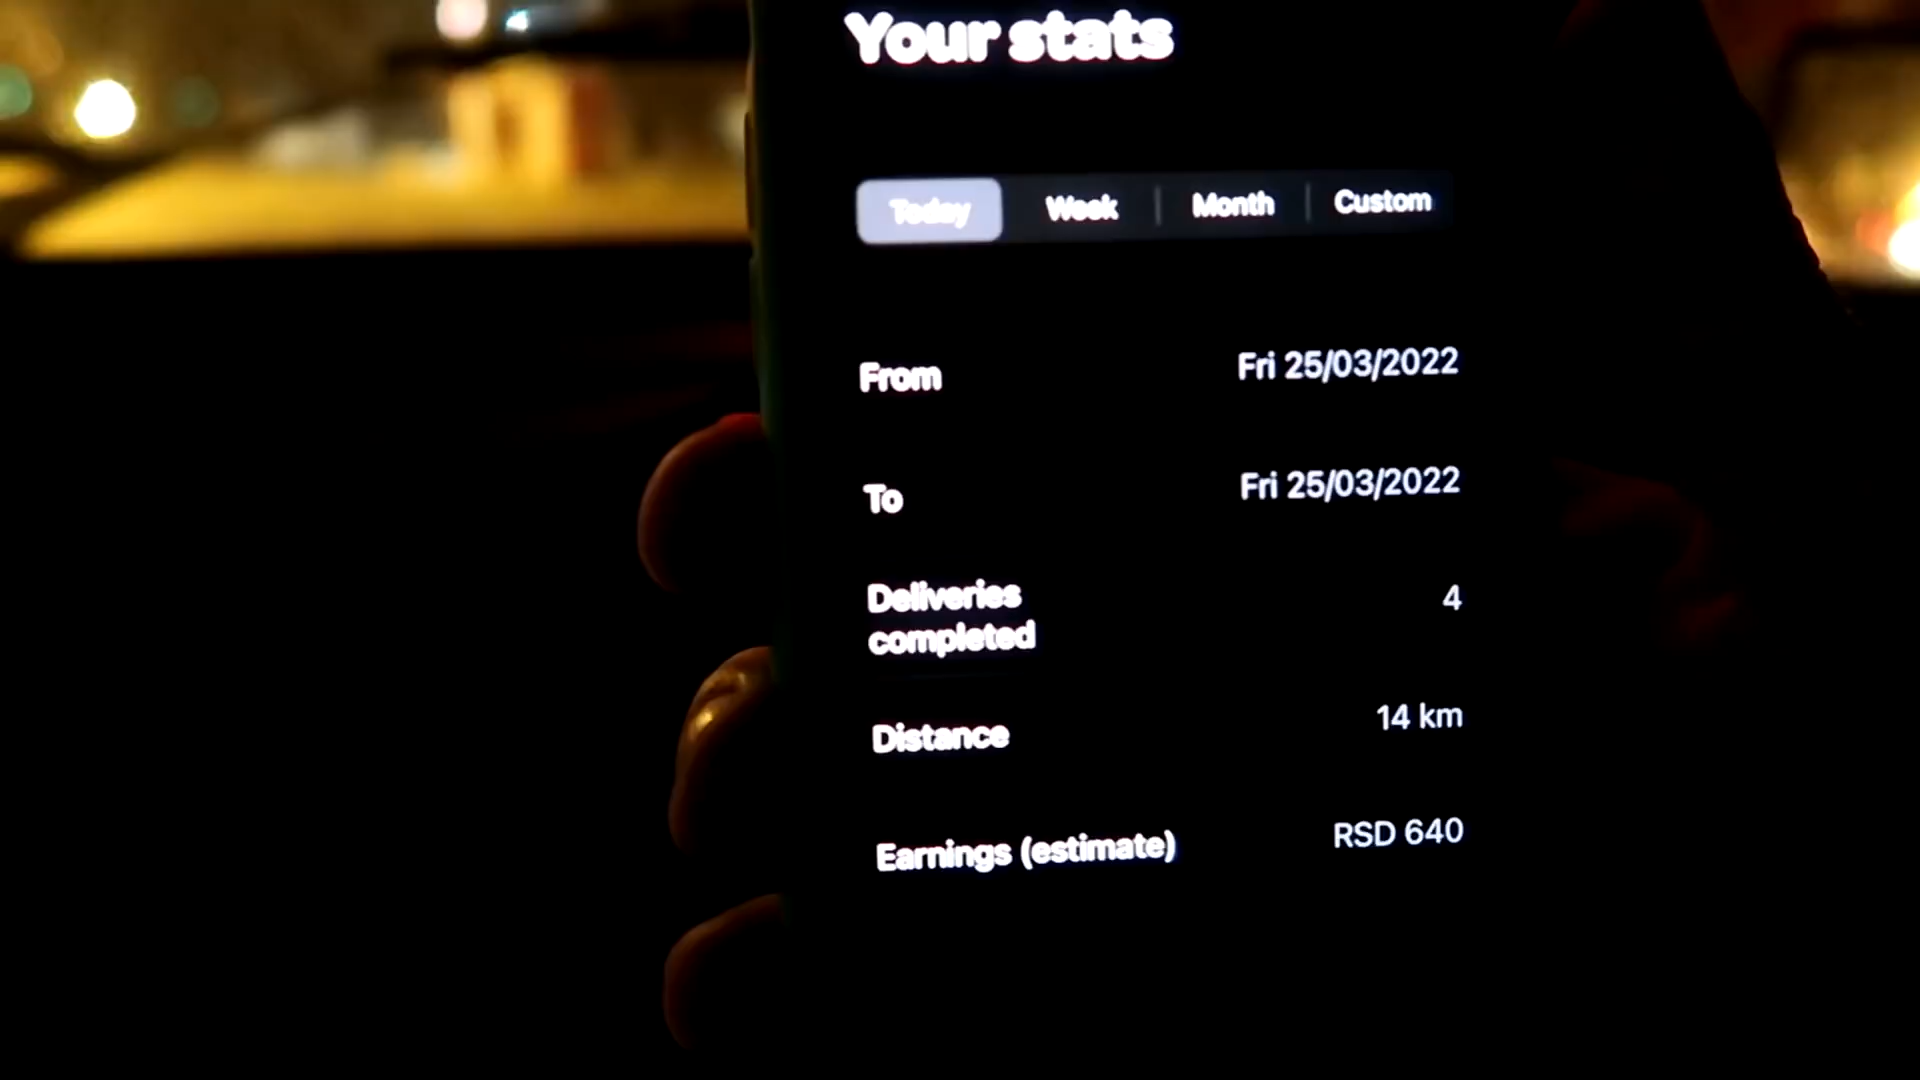 Your stats
Today Week Month Custom
From Fri 25/03/2022
To Fri 25/03/2022
Deliveries completed 4
Distance 14 km
Earnings (estimate) RSD 640